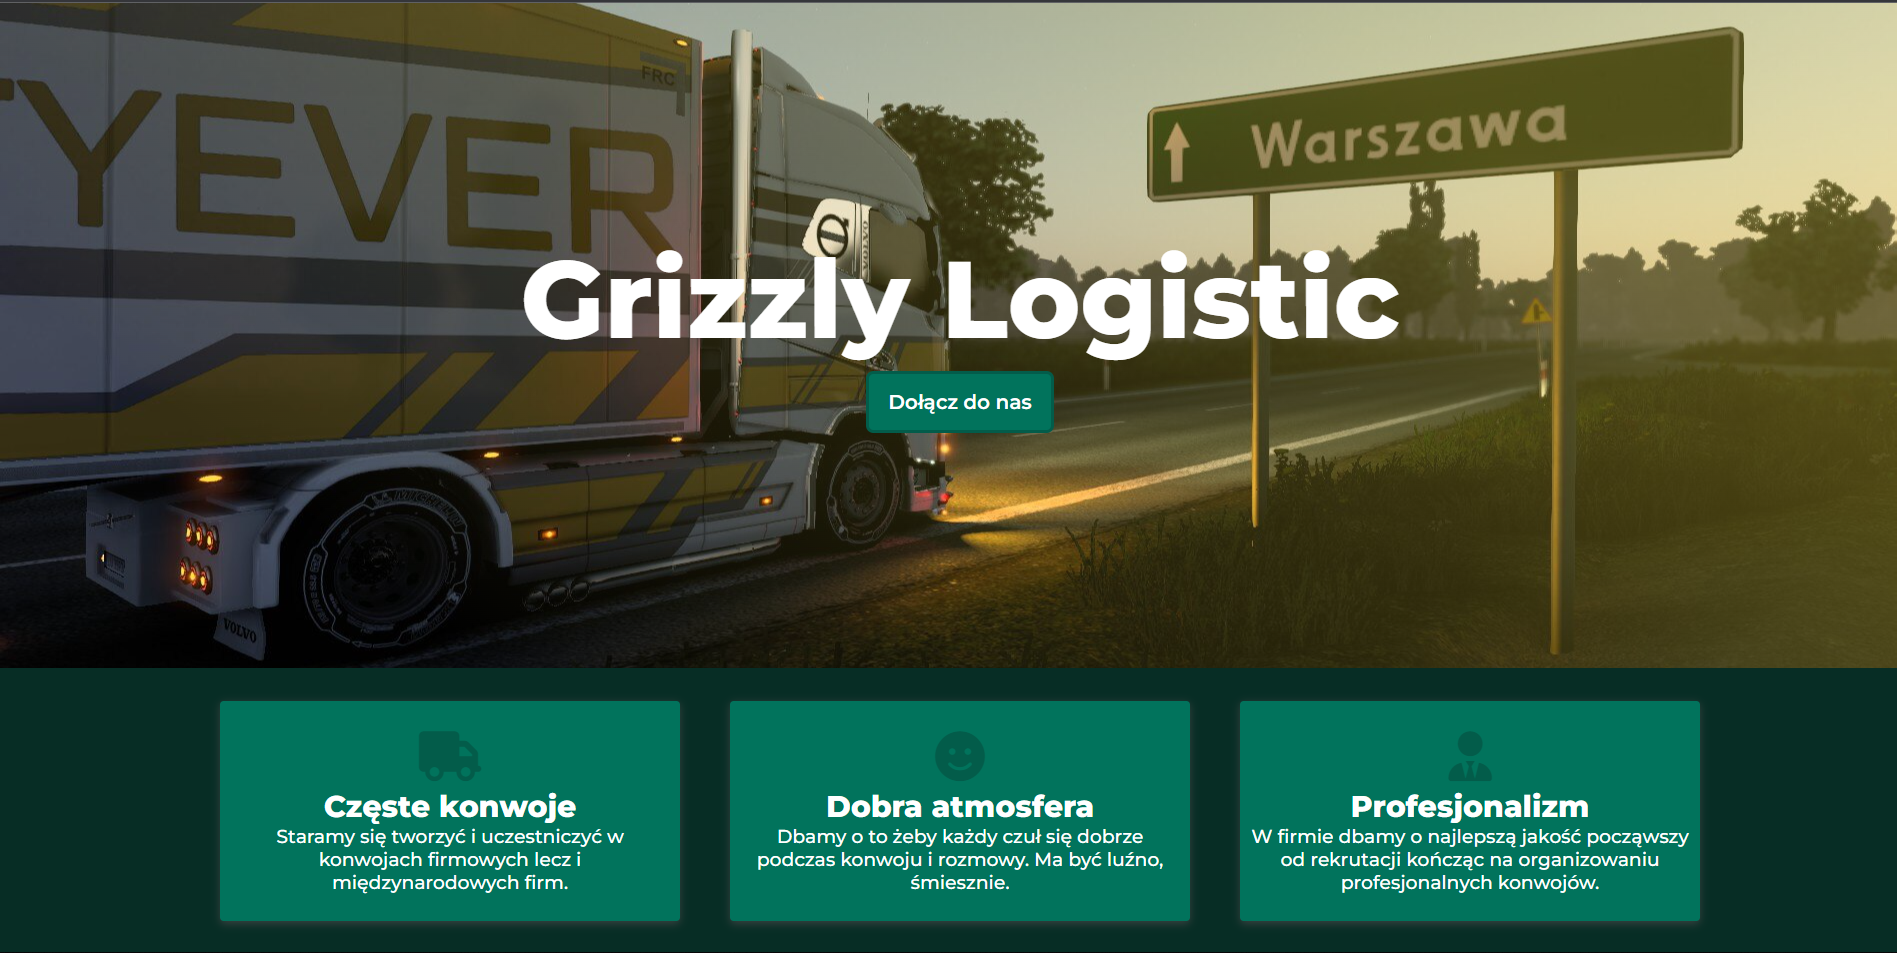 FRC
YEVER
Warszawa
VOLVO
Grizzly Logistic
Dołącz do nas
VOLVO
Częste konwoje
Staramy się tworzyć i uczestniczyć w
konwojach firmowych lecz i
międzynarodowych firm.
Dobra atmosfera
Dbamy o to żeby każdy czuł się dobrze
podczas konwoju i rozmowy. Ma być luźno,
śmiesznie.
Profesjonalizm
W firmie dbamy o najlepszą jakość począwszy
od rekrutacji kończąc na organizowaniu
profesjonalnych konwojów.